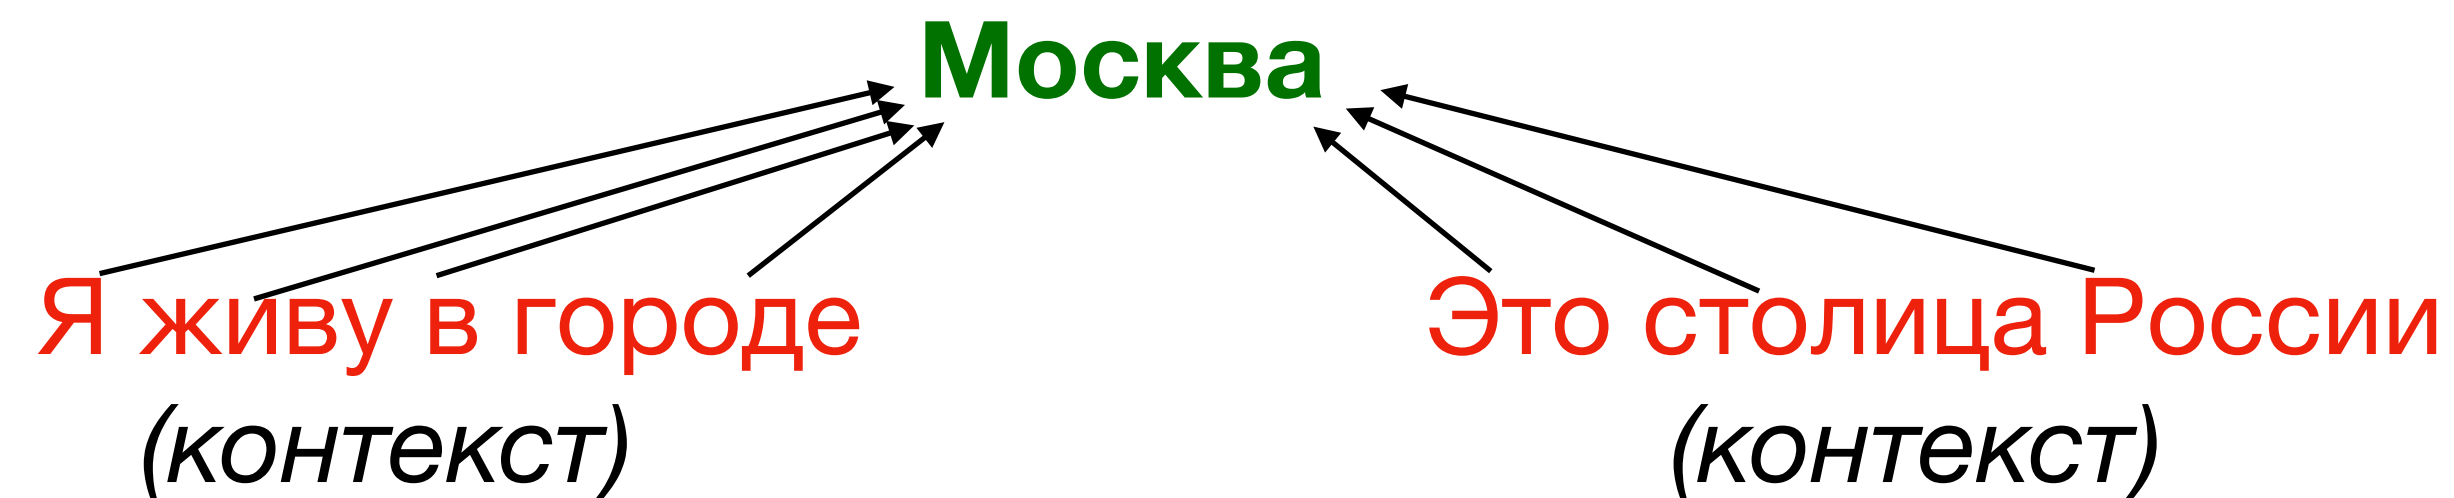 Москва
Я живу в городе
Это столица России
(контекст)
(контекст)